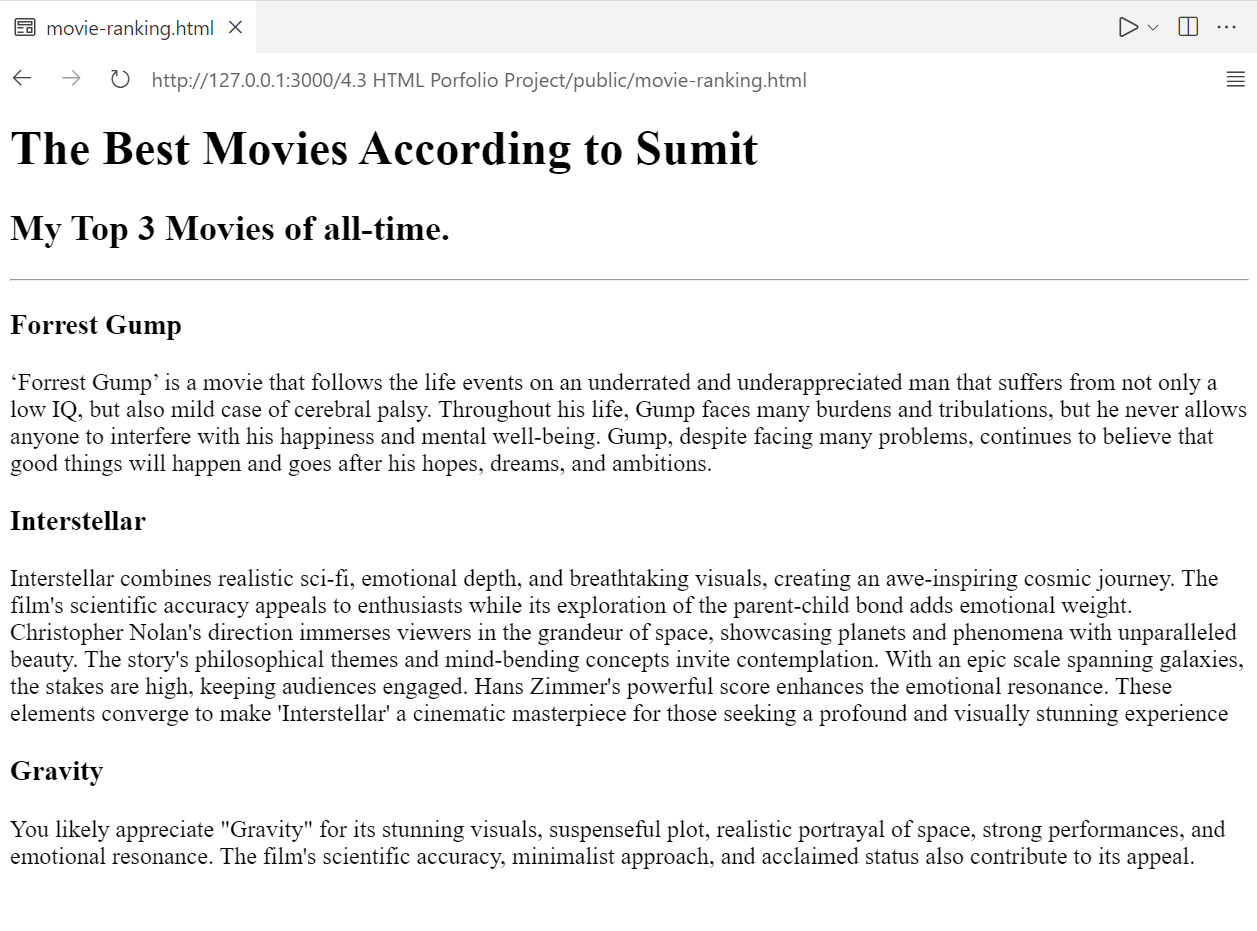 movie-ranking.html
http://127.0.0.1:3000/4.3 HTML Porfolio Project/public/movie-ranking.html
The Best Movies According to Sumit
My Top 3 Movies of all-time.
Forrest Gump
‘Forrest Gump’ is a movie that follows the life events on an underrated and underappreciated man that suffers from not only a
low IQ, but also mild case of cerebral palsy. Throughout his life, Gump faces many burdens and tribulations, but he never allows
anyone to interfere with his happiness and mental well-being. Gump, despite facing many problems, continues to believe that
good things will happen and goes after his hopes, dreams, and ambitions.
Interstellar
Interstellar combines realistic sci-fi, emotional depth, and breathtaking visuals, creating an awe-inspiring cosmic journey. The
film's scientific accuracy appeals to enthusiasts while its exploration of the parent-child bond adds emotional weight.
Christopher Nolan's direction immerses viewers in the grandeur of space, showcasing planets and phenomena with unparalleled
beauty. The story's philosophical themes and mind-bending concepts invite contemplation. With an epic scale spanning galaxies,
the stakes are high, keeping audiences engaged. Hans Zimmer's powerful score enhances the emotional resonance. These
elements converge to make 'Interstellar' a cinematic masterpiece for those seeking a profound and visually stunning experience
Gravity
You likely appreciate "Gravity" for its stunning visuals, suspenseful plot, realistic portrayal of space, strong performances, and
emotional resonance. The film's scientific accuracy, minimalist approach, and acclaimed status also contribute to its appeal.